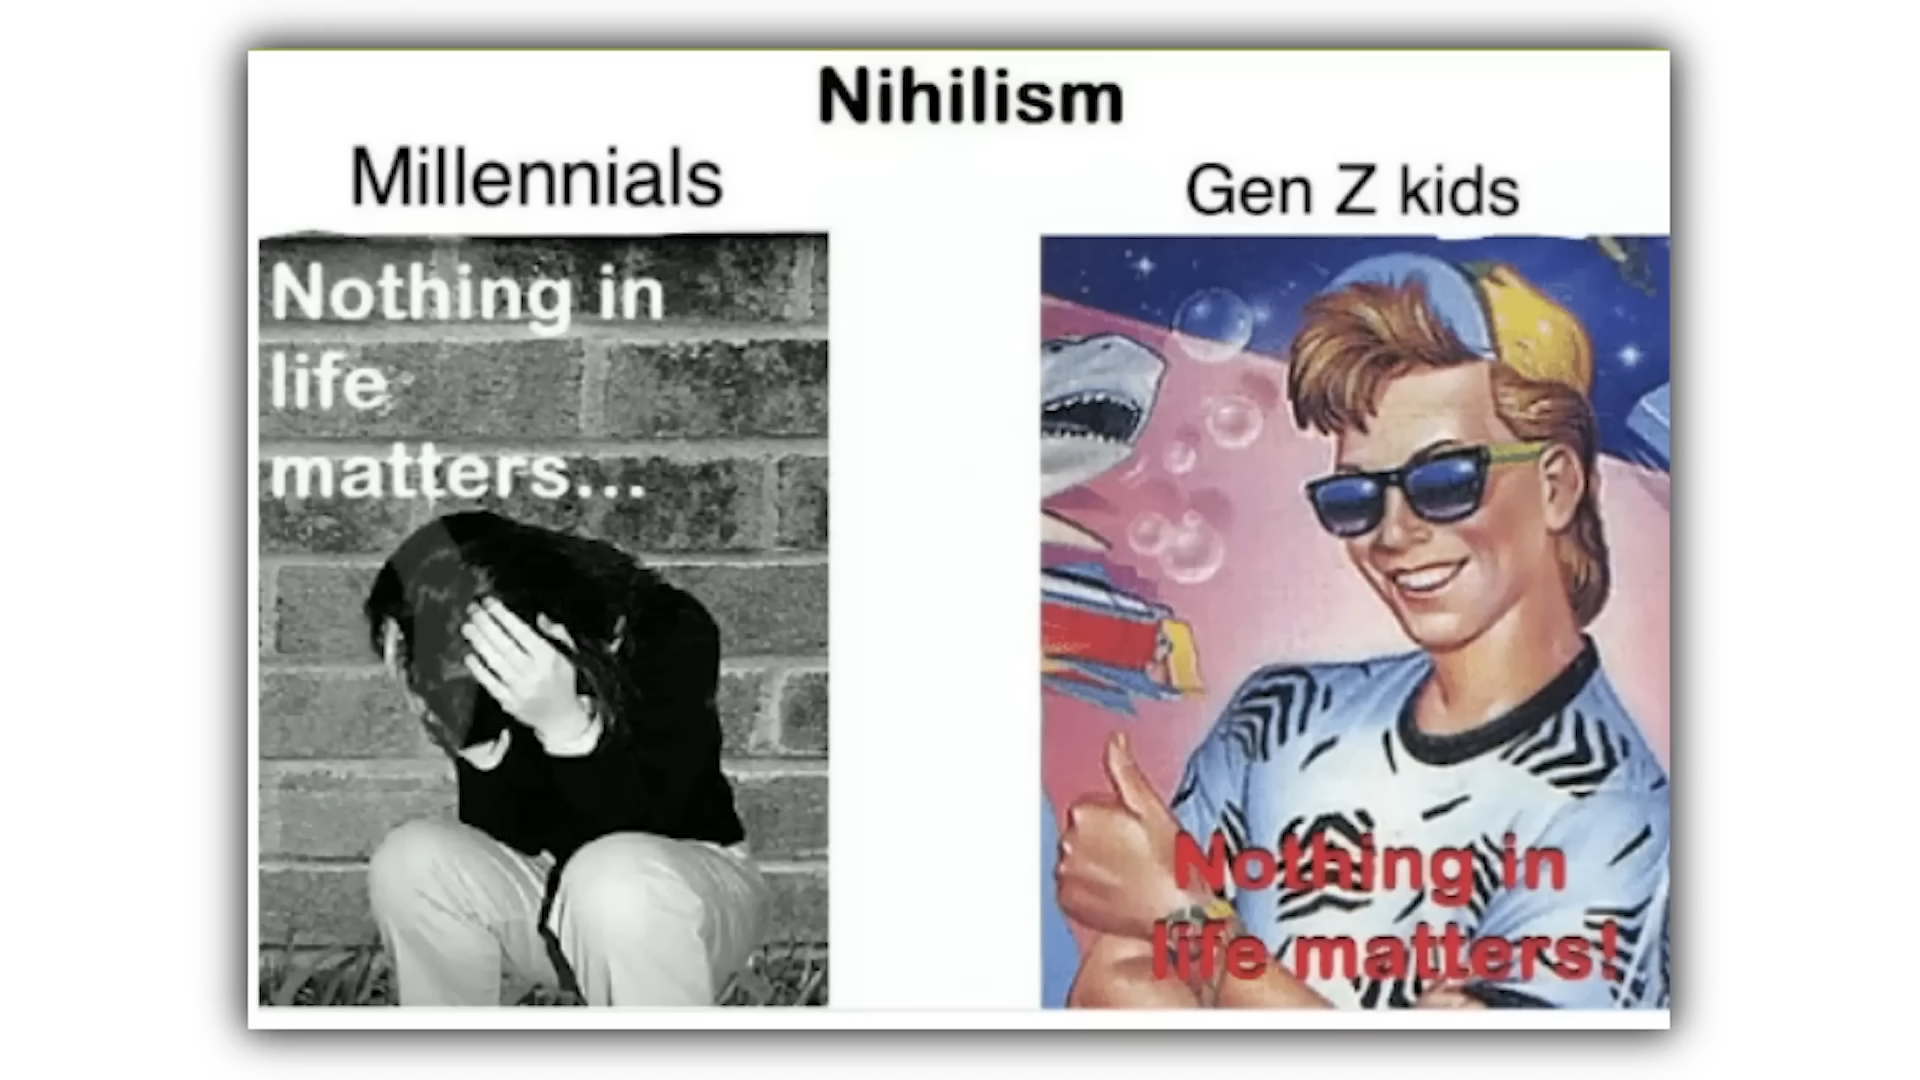 Nihilism
Millennials
Gen Z kids
Nothing in
life
matters...
Nothing in
life matters!